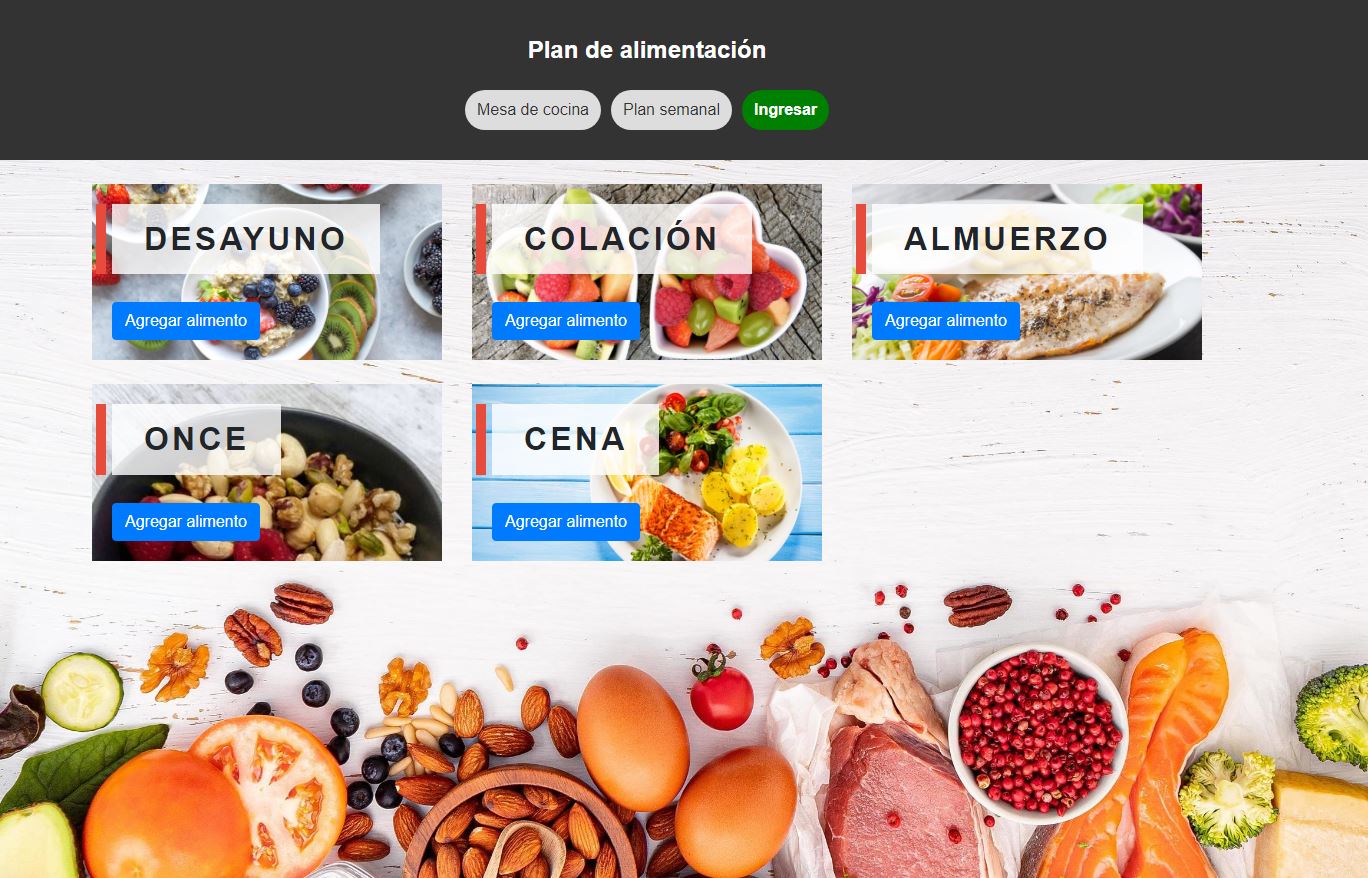 Plan de alimentación
Mesa de cocina
Plan semanal
Ingresar
DESAYUNO
Agregar alimento
COLACIÓN
Agregar alimento
ALMUERZO
Agregar alimento
ONCE
Agregar alimento
CENA
Agregar alimento